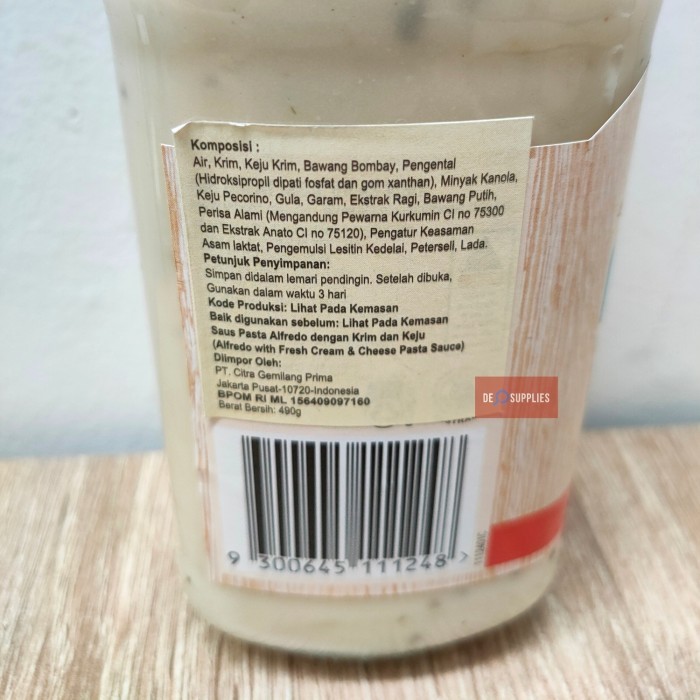 Komposisi :
Air, Krim, Keju Krim, Bawang Bombay, Pengental
(Hidroksipropil dipati fosfat dan gom xanthan), Minyak Kanola,
Keju Pecorino, Gula, Garam, Ekstrak Ragi, Bawang Putih,
Perisa Alami (Mengandung Pewarna Kurkumin CI no 75300
dan Ekstrak Anato CI no 75120), Pengatur Keasaman
Asam laktat, Pengemulsi Lesitin Kedelai, Peterseli, Lada.
Petunjuk Penyimpanan:
Simpan didalam lemari pendingin. Setelah dibuka,
Gunakan dalam waktu 3 hari
Kode Produksi: Lihat Pada Kemasan
Baik digunakan sebelum: Lihat Pada Kemasan
Saus Pasta Alfredo dengan Krim dan Keju
(Alfredo with Fresh Cream & Cheese Pasta Sauce)
Diimpor Oleh:
PT. Citra Gemilang Prima
Jakarta Pusat-10720-Indonesia
BPOM RI ML 156409097160
Berat Bersih: 490g
DE SUPPLIES
9 300645 111248 >